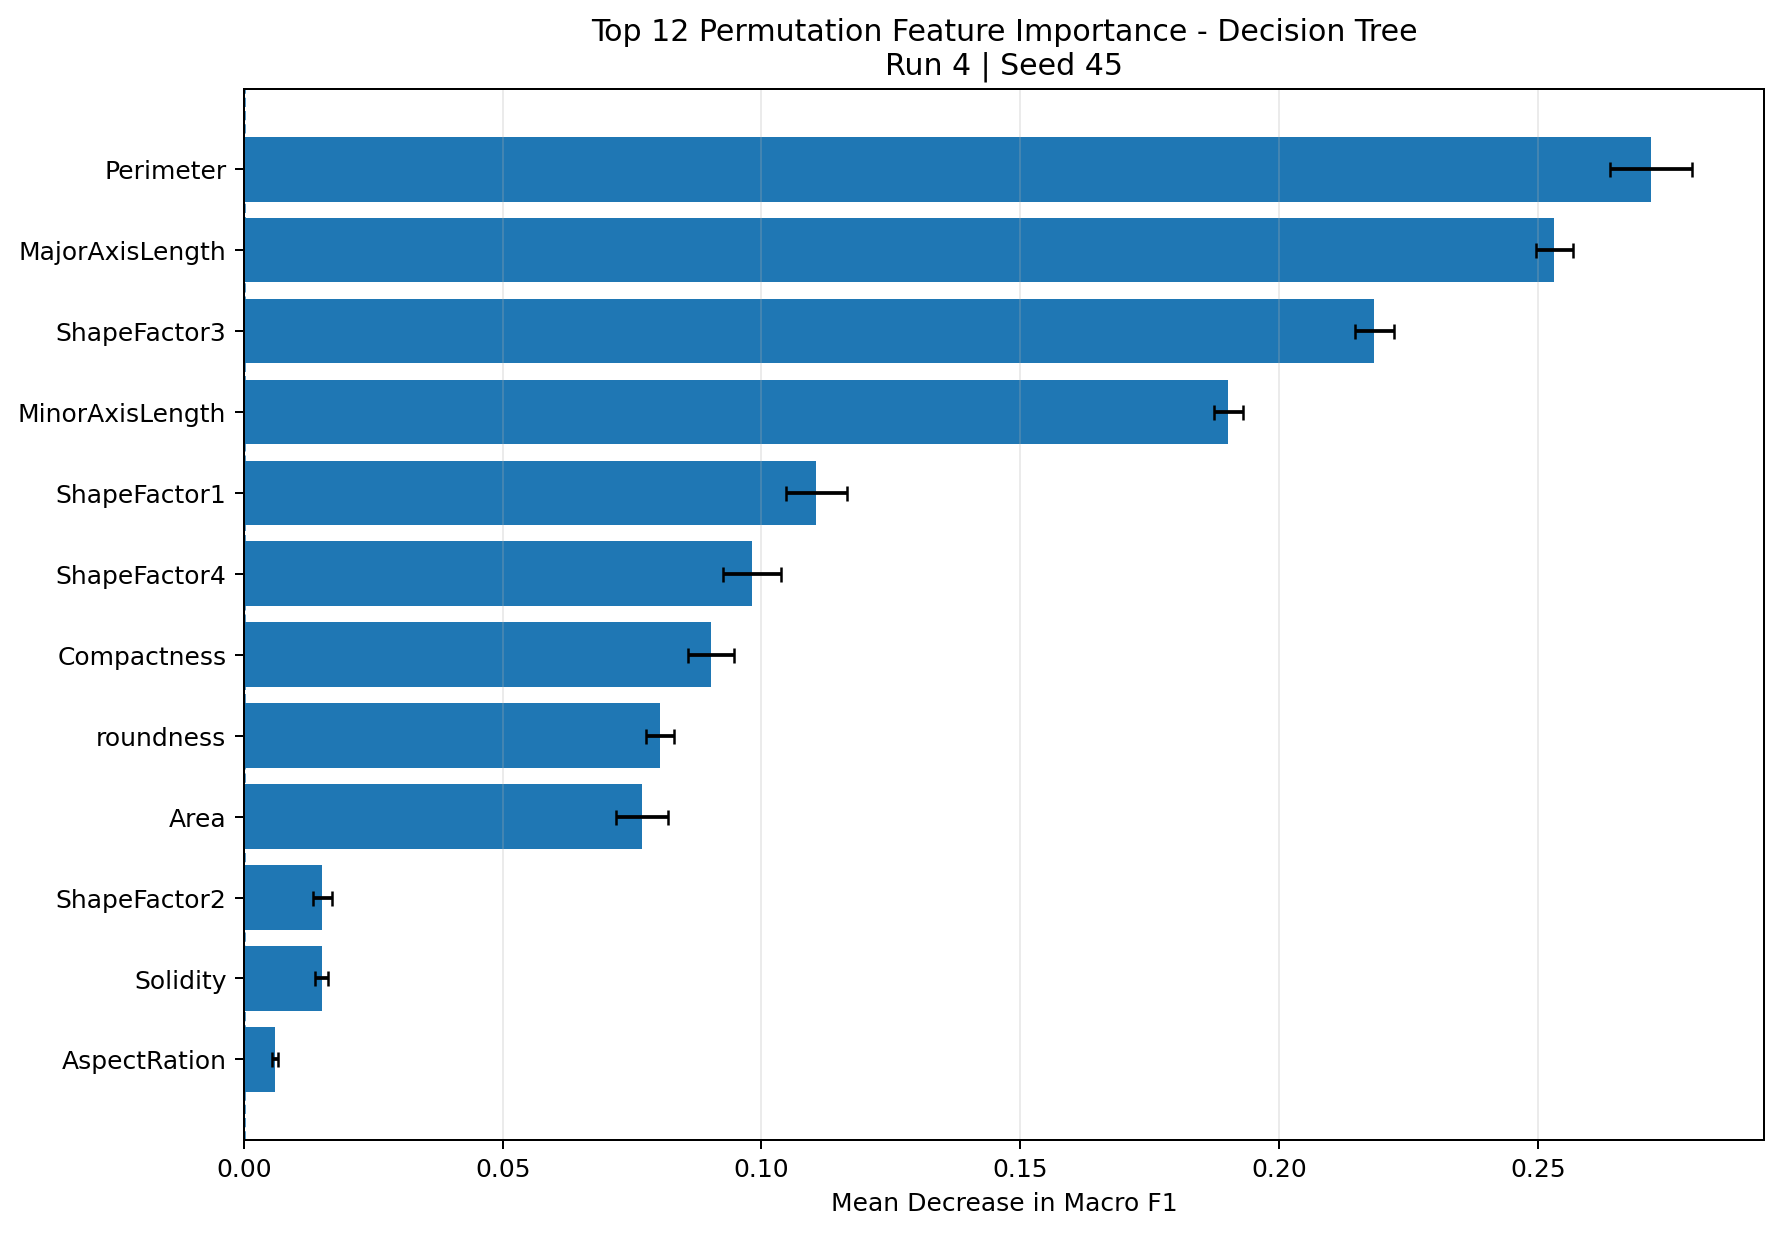 Top 12 Permutation Feature Importance - Decision Tree
Run 4 | Seed 45
Perimeter
MajorAxisLength
ShapeFactor3
MinorAxisLength
ShapeFactor1
ShapeFactor4
Compactness
roundness
Area
ShapeFactor2
Solidity
AspectRation
0.00 0.05 0.10 0.15 0.20 0.25
Mean Decrease in Macro F1